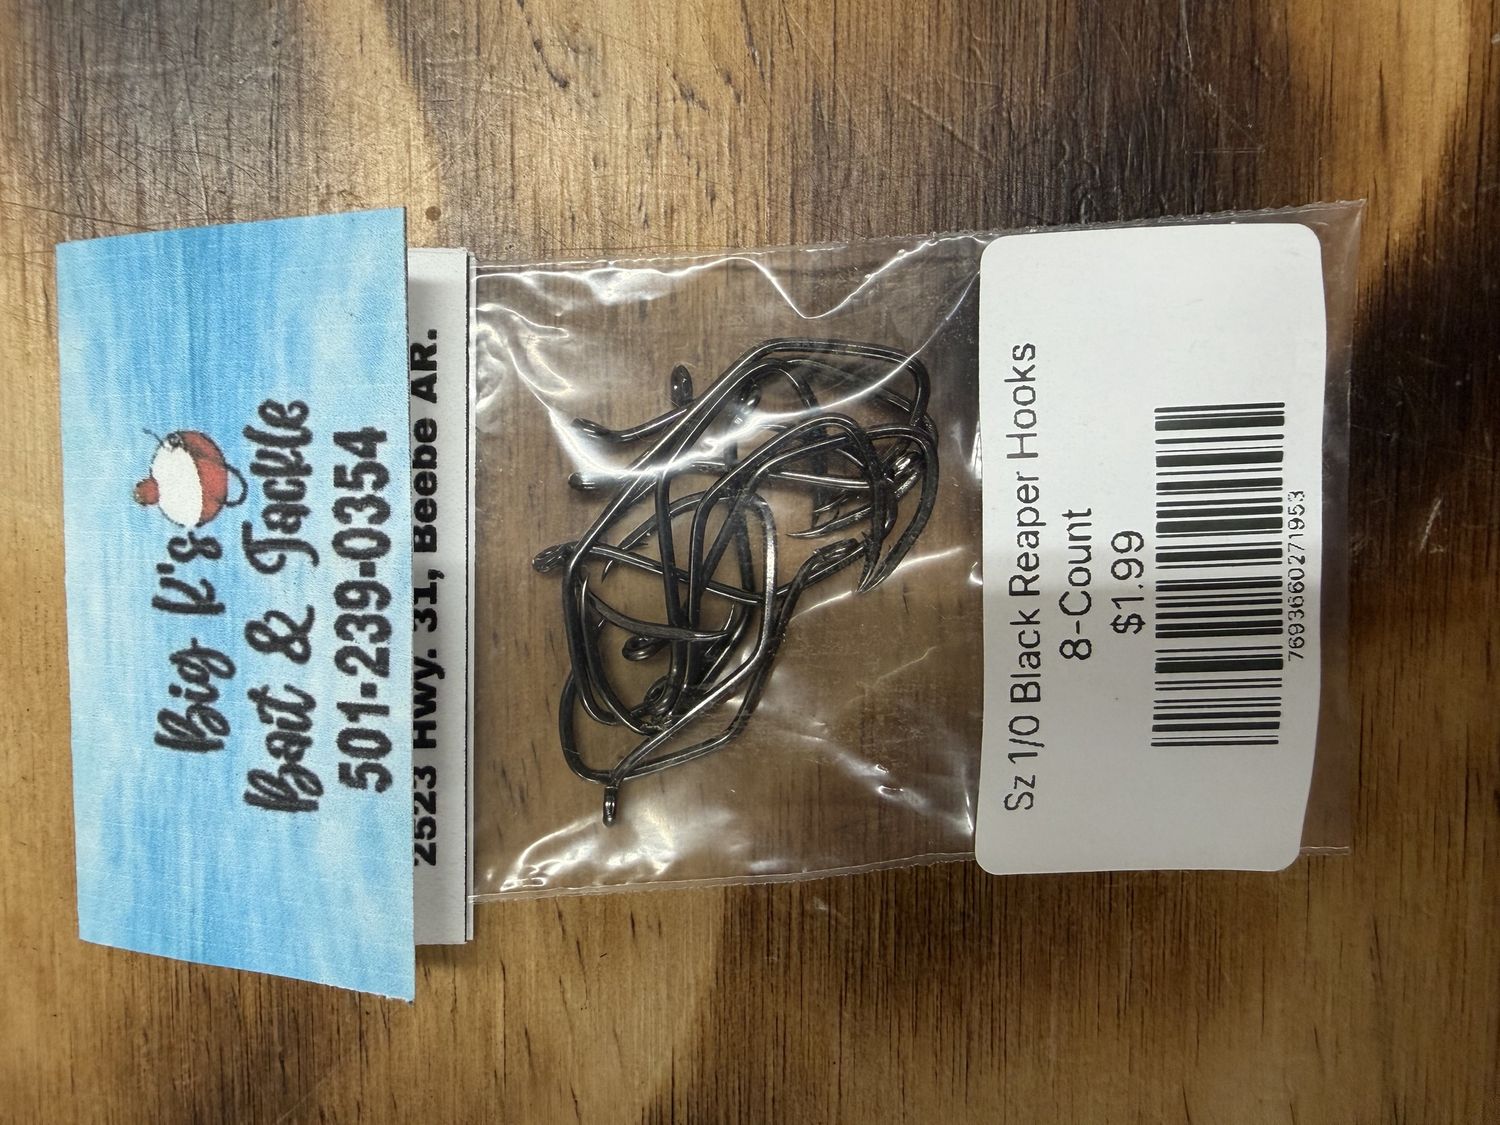 Big K's
Bait & Tackle
501-239-0354
2523 Hwy. 31, Beebe AR.
Sz 1/0 Black Reaper Hooks
8-Count
$1.99
7693660271953